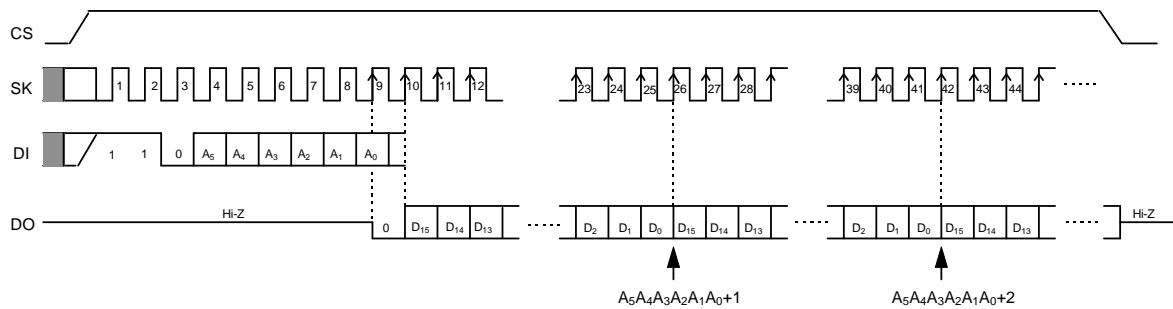 CS
SK 1 2 3 4 5 6 7 8 9 10 11 12 23 24 25 26 27 28 39 40 41 42 43 44
DI 1 1 0 A5 A4 A3 A2 A1 A0
DO Hi-Z 0 D15 D14 D13 D2 D1 D0 D15 D14 D13 D2 D1 D0 D15 D14 D13 Hi-Z
A5A4A3A2A1A0+1 A5A4A3A2A1A0+2